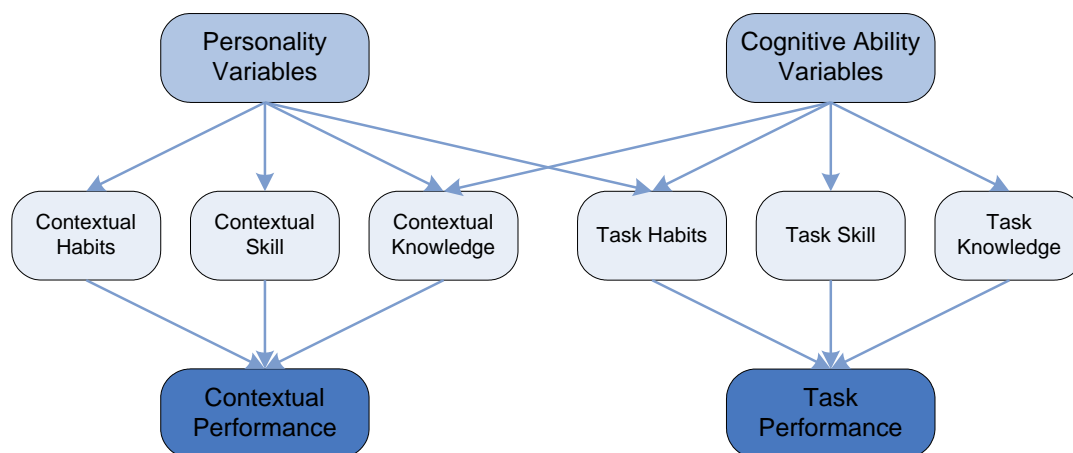 Personality
Variables
Cognitive Ability
Variables
Contextual
Habits
Contextual
Skill
Contextual
Knowledge
Task Habits
Task Skill
Task
Knowledge
Contextual
Performance
Task
Performance